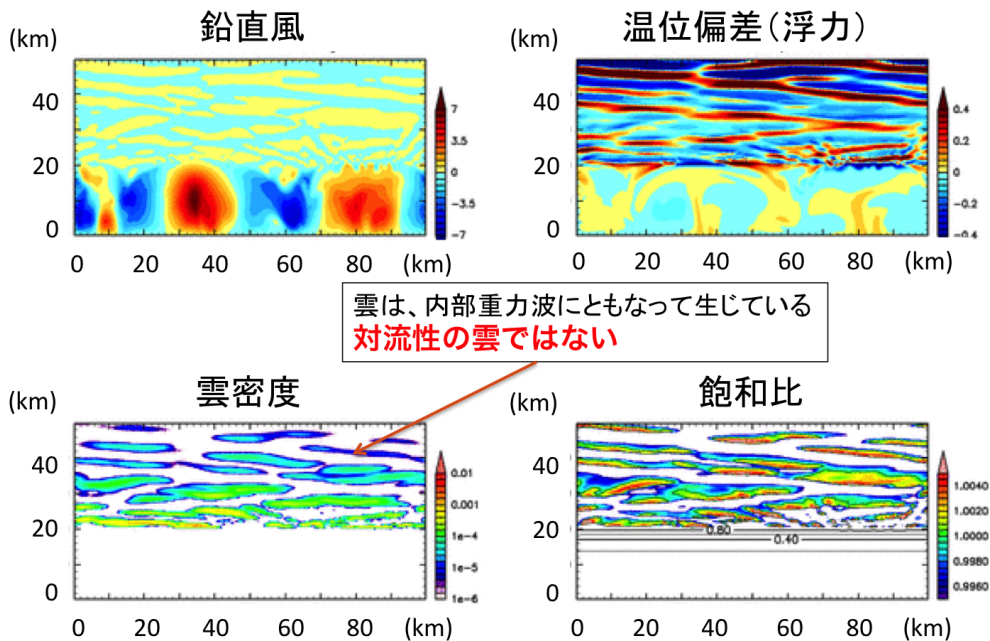 鉛直風
(km)
40
20
0
0 20 40 60 80 (km)
7
3.5
0
−3.5
−7
温位偏差(浮力)
(km)
40
20
0
0 20 40 60 80 (km)
0.4
0.2
0
−0.2
−0.4
雲は、内部重力波にともなって生じている
対流性の雲ではない
雲密度
(km)
40
20
0
0 20 40 60 80 (km)
0.01
0.001
1e−4
1e−5
1e−6
飽和比
(km)
40
20
0
0.80
0.40
0 20 40 60 80 (km)
1.0040
1.0020
1.0000
0.9980
0.9960